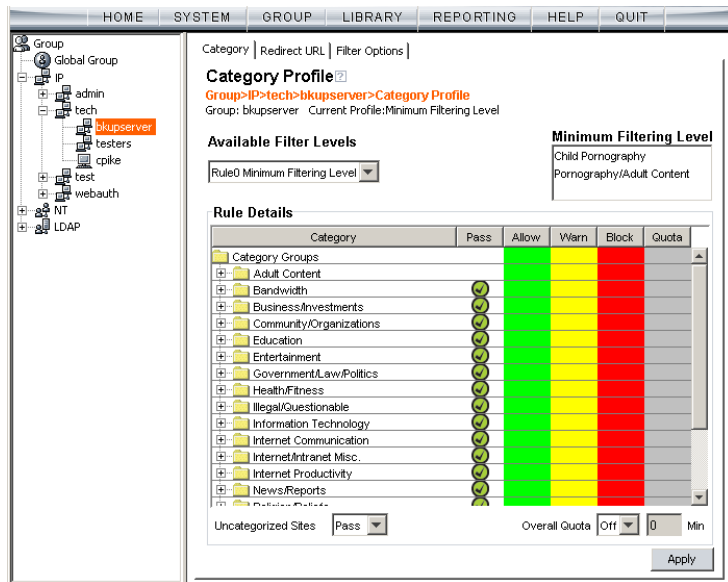 HOME SYSTEM GROUP LIBRARY REPORTING HELP QUIT
Group
Global Group
IP
admin
tech
bkupserver
testers
cpike
test
webauth
NT
LDAP
Category Redirect URL Filter Options
Category Profile
Group>IP>tech>bkupserver>Category Profile
Group: bkupserver Current Profile:Minimum Filtering Level
Available Filter Levels
Rule0 Minimum Filtering Level
Minimum Filtering Level
Child Pornography
Pornography/Adult Content
Rule Details
Category Pass Allow Warn Block Quota
Category Groups
Adult Content
Bandwidth
Business/Investments
Community/Organizations
Education
Entertainment
Government/Law/Politics
Health/Fitness
Illegal/Questionable
Information Technology
Internet Communication
Internet/Intranet Misc.
Internet Productivity
News/Reports
Religion/Beliefs
Uncategorized Sites Pass Overall Quota Off 0 Min
Apply